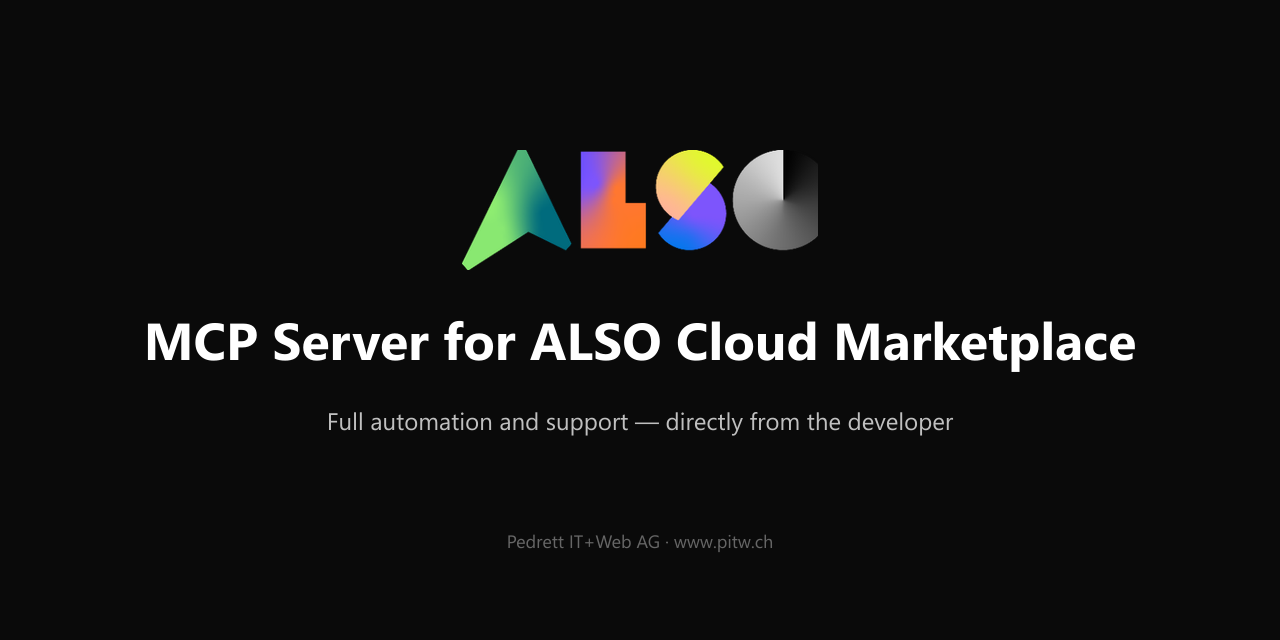 ALSO
MCP Server for ALSO Cloud Marketplace
Full automation and support — directly from the developer
Pedrett IT+Web AG · www.pitw.ch